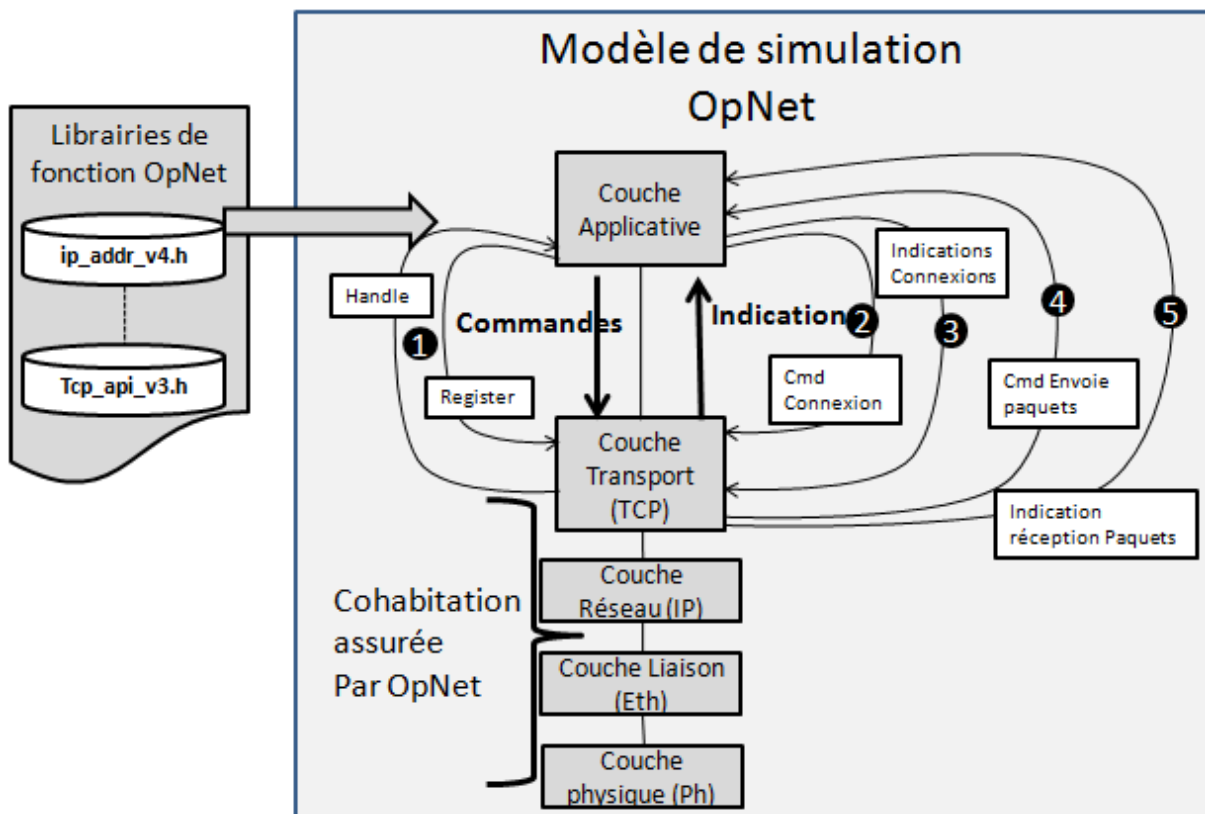 Modèle de simulation
OpNet
Librairies de
fonction OpNet
ip_addr_v4.h
Tcp_api_v3.h
Couche
Applicative
Handle
1
Commandes
Register
Indication
2
Indications
Connexions
3
4
5
Cmd
Connexion
Cmd Envoie
paquets
Couche
Transport
(TCP)
Indication
réception Paquets
Cohabitation
assurée
Par OpNet
Couche
Réseau (IP)
Couche Liaison
(Eth)
Couche
physique (Ph)